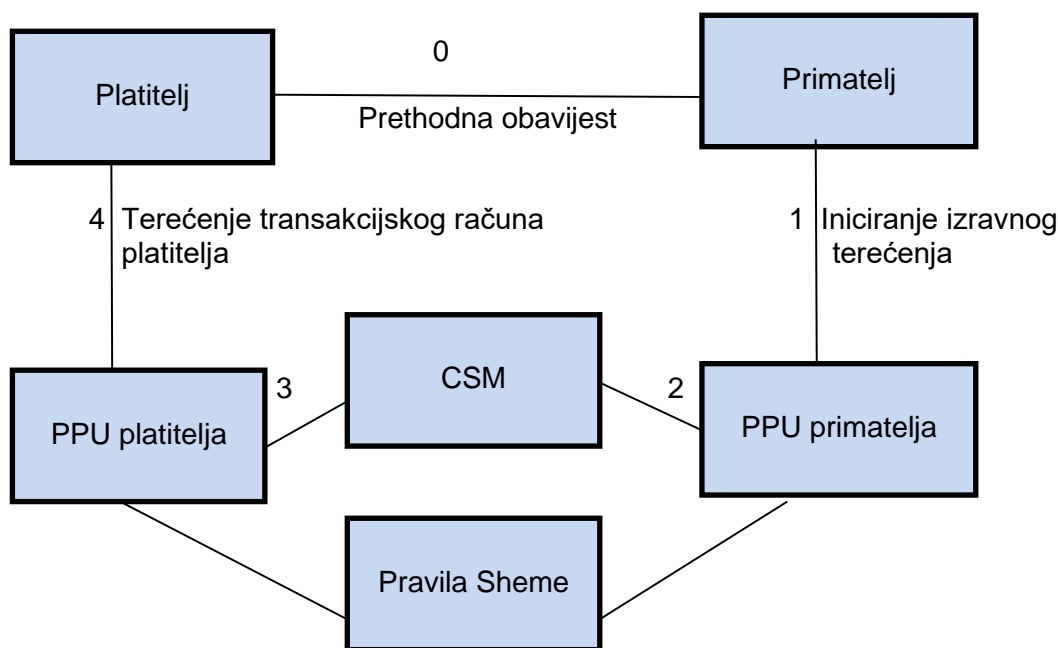 0
Platitelj
Primatelj
Prethodna obavijest
4 Terećenje transakcijskog računa
platitelja
1 Iniciranje izravnog
terećenja
CSM
3
2
PPU platitelja
PPU primatelja
Pravila Sheme